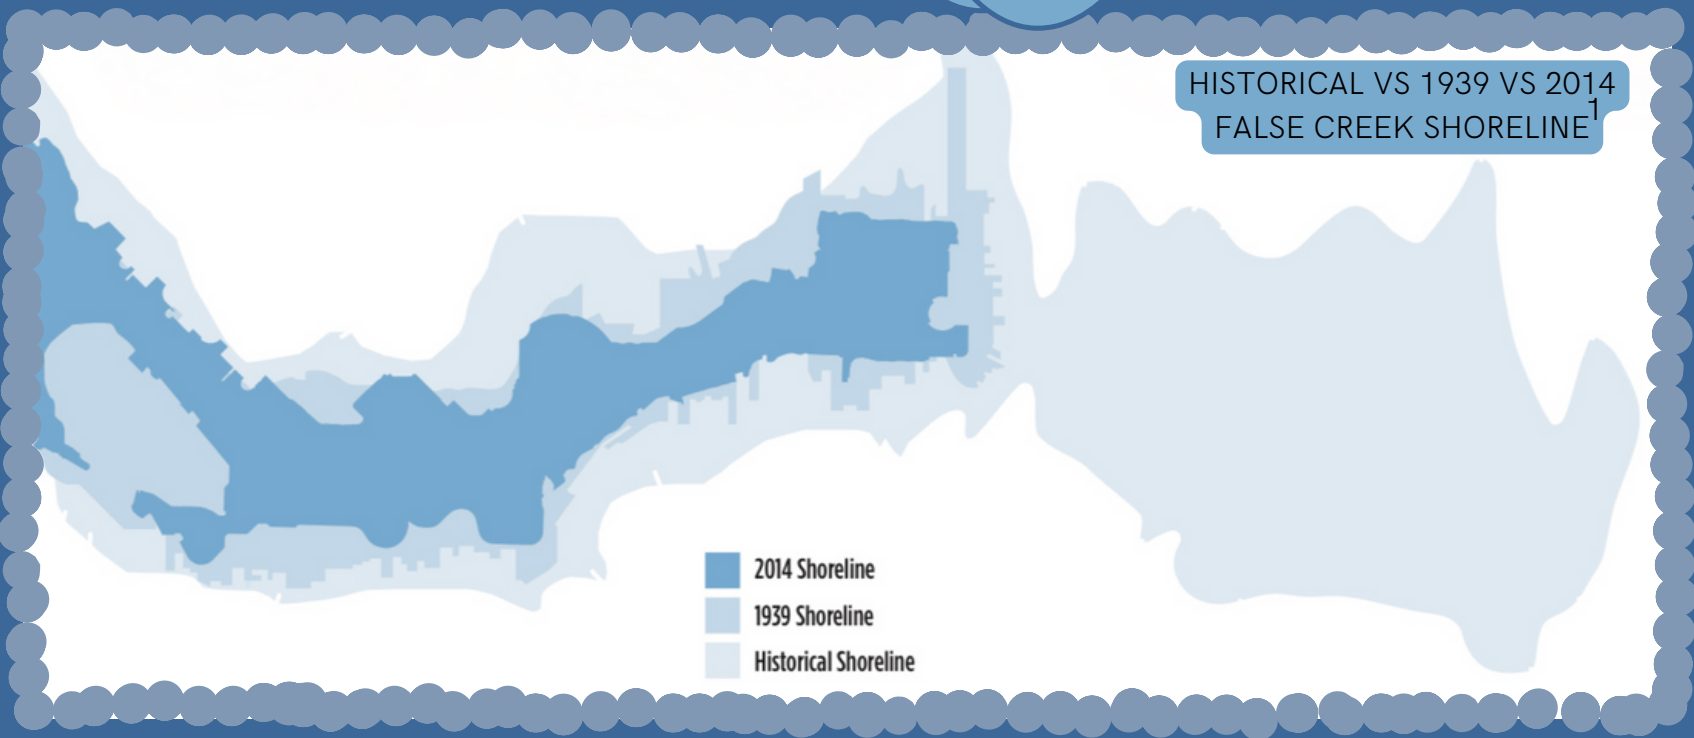 HISTORICAL VS 1939 VS 2014
FALSE CREEK SHORELINE1
2014 Shoreline
1939 Shoreline
Historical Shoreline